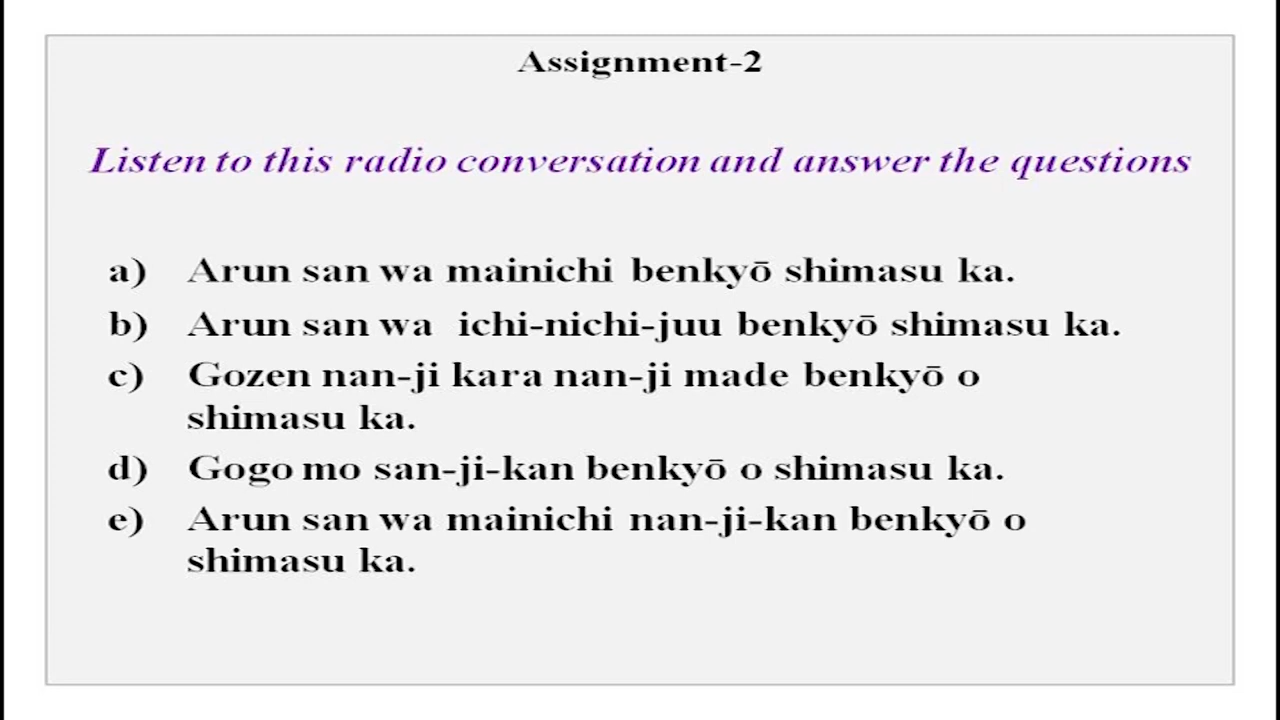 Assignment-2
Listen to this radio conversation and answer the questions
a) Arun san wa mainichi benkyō shimasu ka.
b) Arun san wa ichi-nichi-juu benkyō shimasu ka.
c) Gozen nan-ji kara nan-ji made benkyō o
shimasu ka.
d) Gogo mo san-ji-kan benkyō o shimasu ka.
e) Arun san wa mainichi nan-ji-kan benkyō o
shimasu ka.